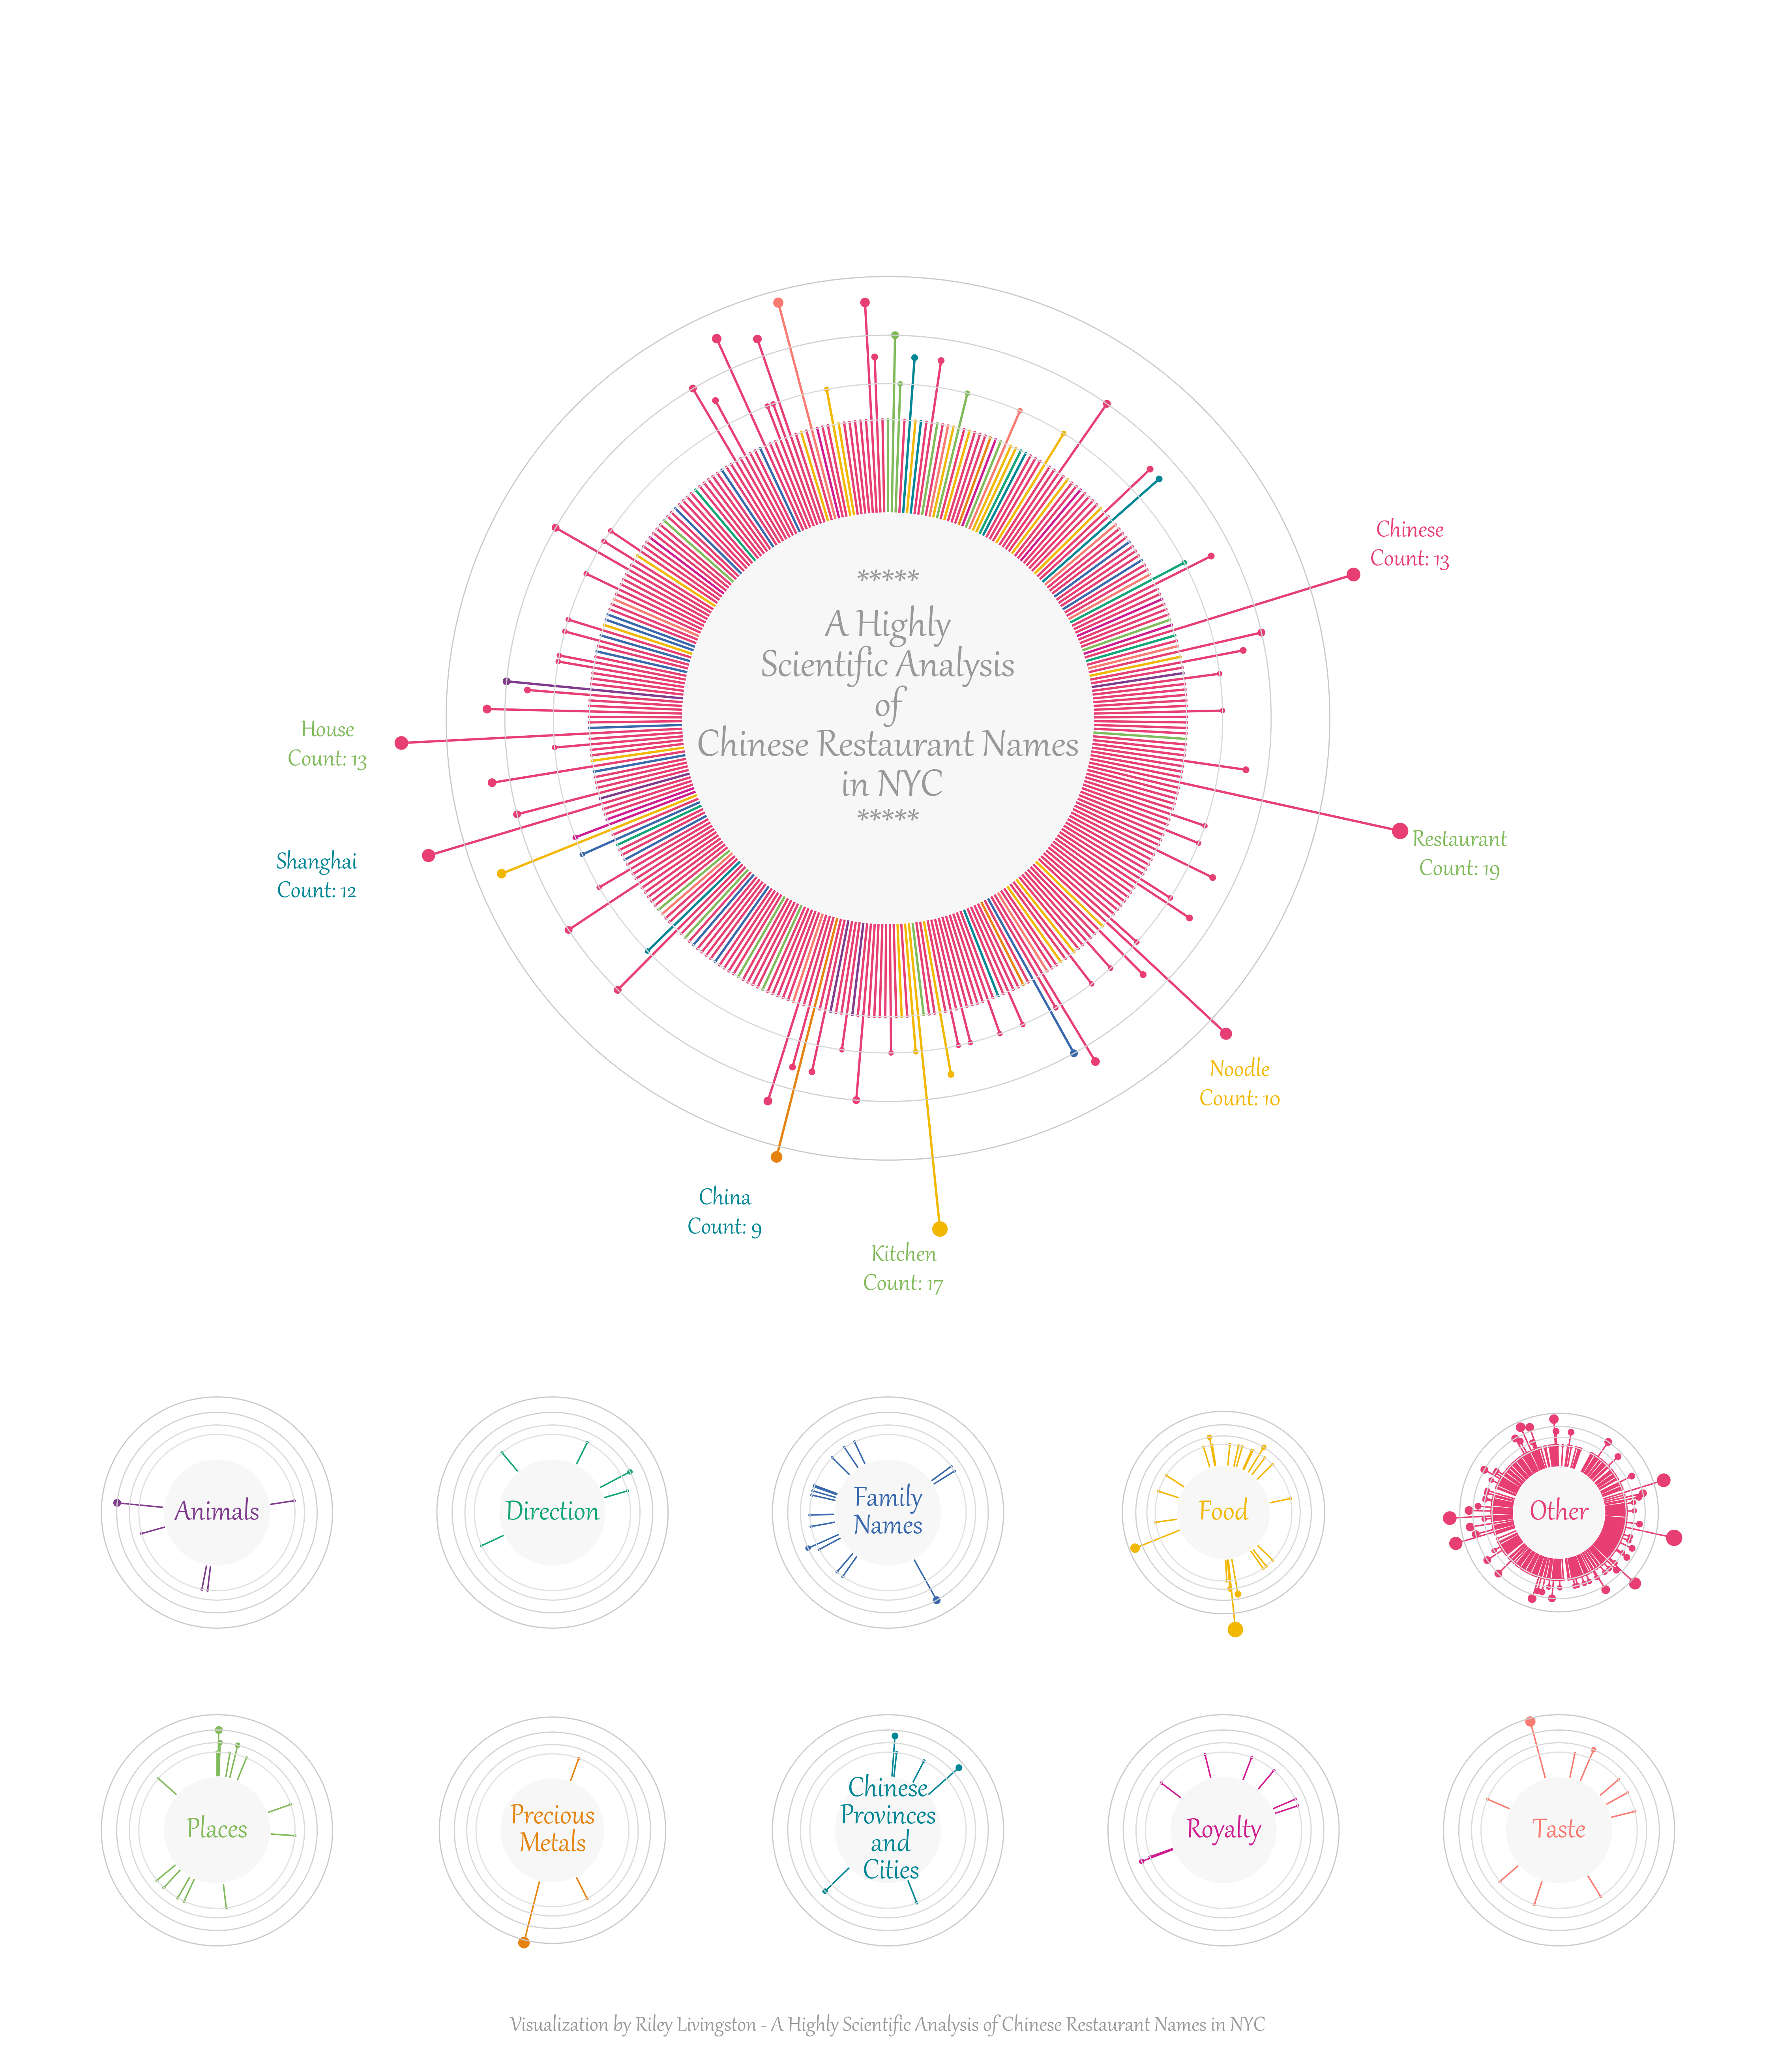 *****
A Highly
Scientific Analysis
of
Chinese Restaurant Names
in NYC
*****
Chinese
Count: 13
House
Count: 13
Restaurant
Count: 19
Shanghai
Count: 12
Noodle
Count: 10
China
Count: 9
Kitchen
Count: 17
Animals
Direction
Family
Names
Food
Other
Places
Precious
Metals
Chinese
Provinces
and
Cities
Royalty
Taste
Visualization by Riley Livingston - A Highly Scientific Analysis of Chinese Restaurant Names in NYC